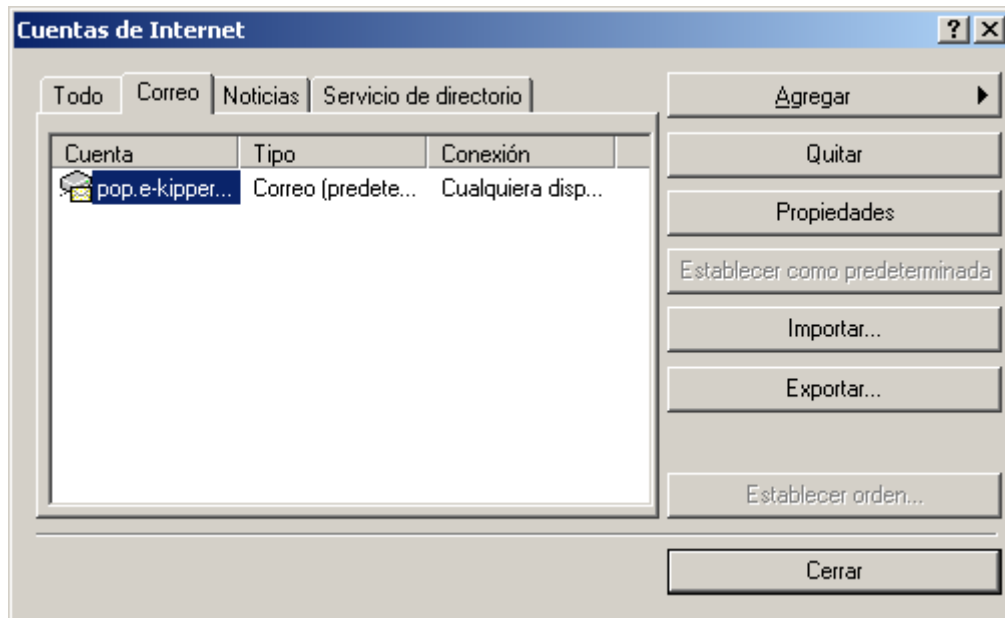 Cuentas de Internet
Todo Correo Noticias Servicio de directorio
Cuenta Tipo Conexión
pop.e-kipper... Correo (predete... Cualquiera disp...
Agregar
Quitar
Propiedades
Establecer como predeterminada
Importar...
Exportar...
Establecer orden...
Cerrar